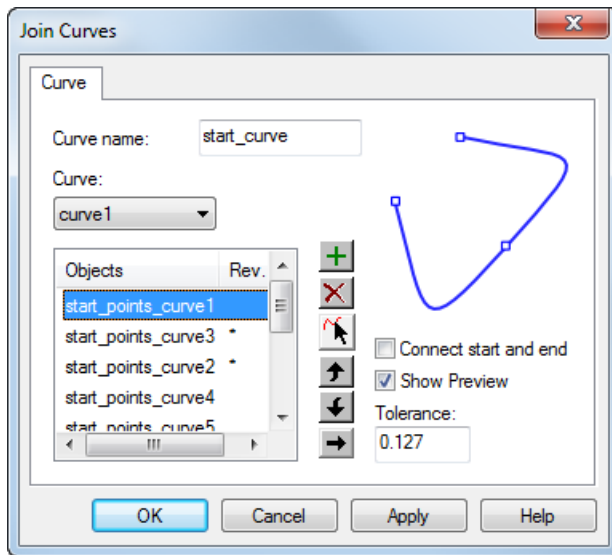 Join Curves
Curve
Curve name: start_curve
Curve:
curve1
Objects Rev.
start_points_curve1
start_points_curve3 *
start_points_curve2 *
start_points_curve4
start_points_curve5
Connect start and end
Show Preview
Tolerance:
0.127
OK Cancel Apply Help